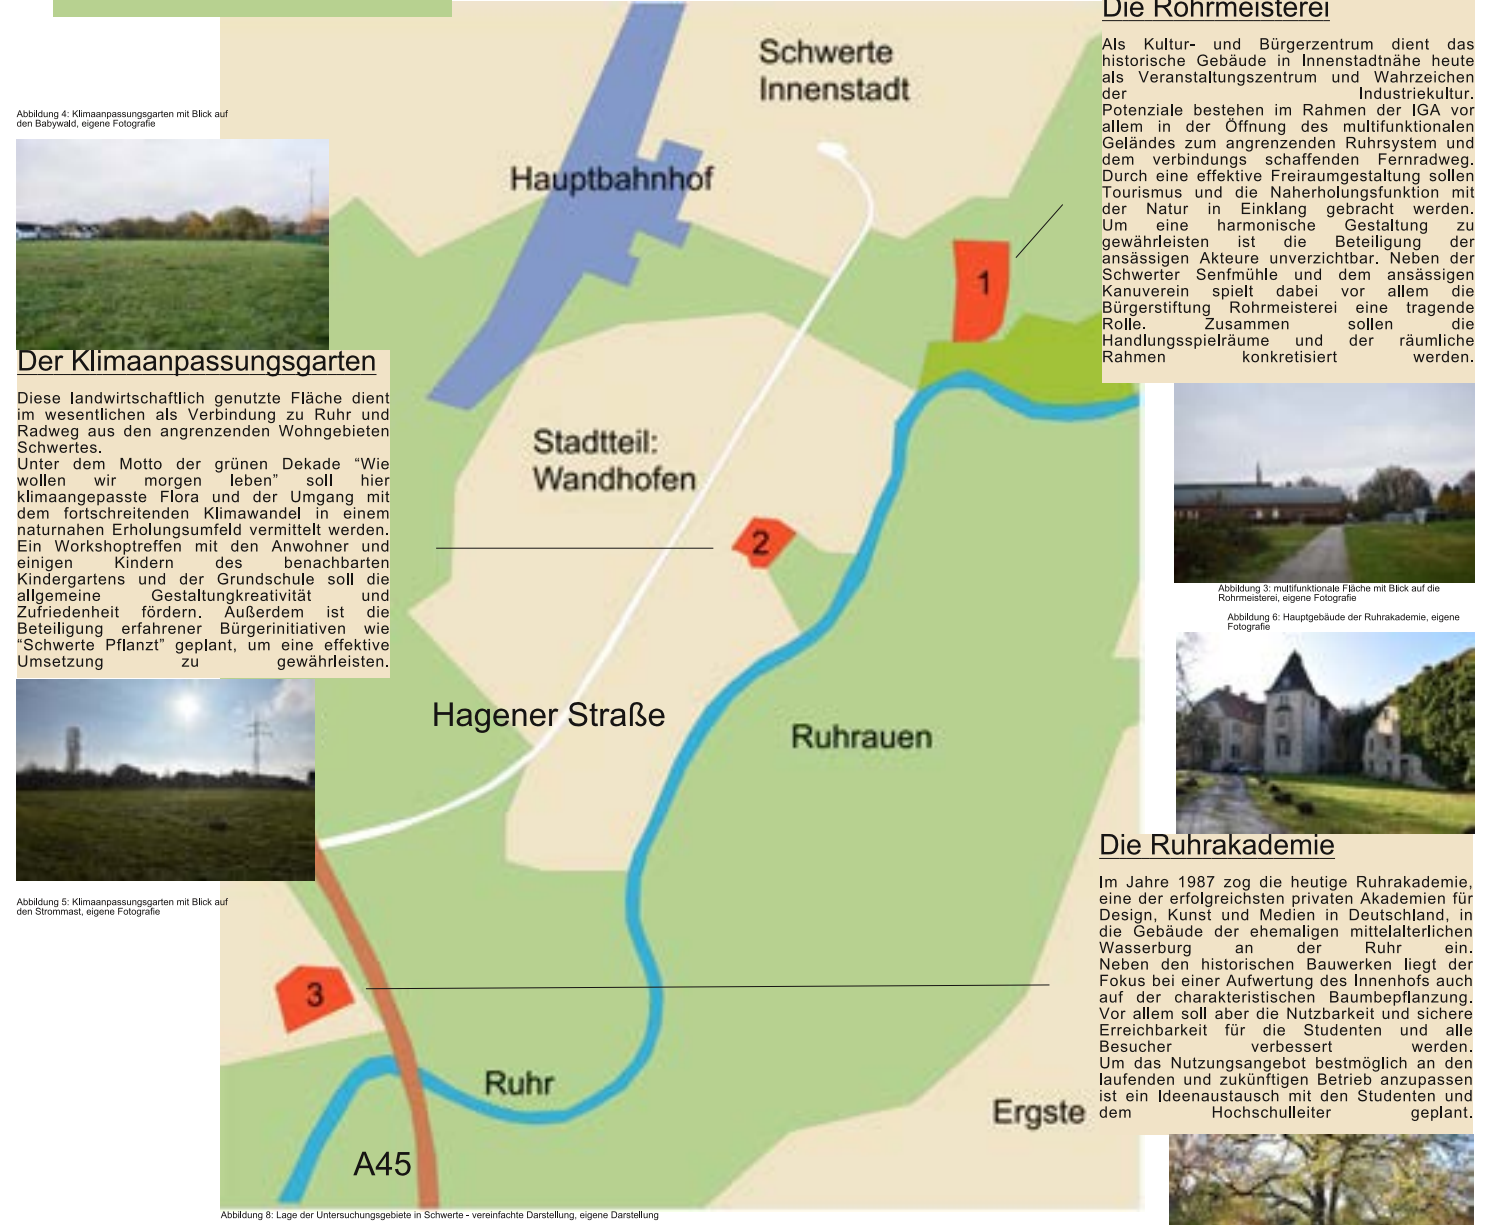 Abbildung 4: Klimaanpassungsgarten mit Blick auf
den Babywald, eigene Fotografie
Der Klimaanpassungsgarten
Diese landwirtschaftlich genutzte Fläche dient
im wesentlichen als Verbindung zu Ruhr und
Radweg aus den angrenzenden Wohngebieten
Schwertes.
Unter dem Motto der grünen Dekade “Wie
wollen wir morgen leben” soll hier
klimaangepasste Flora und der Umgang mit
dem fortschreitenden Klimawandel in einem
naturnahen Erholungsumfeld vermittelt werden.
Ein Workshoptreffen mit den Anwohner und
einigen Kindern des benachbarten
Kindergartens und der Grundschule soll die
allgemeine Gestaltungkreativität und
Zufriedenheit fördern. Außerdem ist die
Beteiligung erfahrener Bürgerinitiativen wie
“Schwerte Pflanzt” geplant, um eine effektive
Umsetzung zu gewährleisten.
Abbildung 5: Klimaanpassungsgarten mit Blick auf
den Strommast, eigene Fotografie
Schwerte
Innenstadt
Hauptbahnhof
1
Stadtteil:
Wandhofen
2
Hagener Straße
Ruhrauen
3
Ruhr
Ergste
A45
Abbildung 8: Lage der Untersuchungsgebiete in Schwerte - vereinfachte Darstellung, eigene Darstellung
Die Rohrmeisterei
Als Kultur- und Bürgerzentrum dient das
historische Gebäude in Innenstadtnähe heute
als Veranstaltungszentrum und Wahrzeichen
der Industriekultur.
Potenziale bestehen im Rahmen der IGA vor
allem in der Öffnung des multifunktionalen
Geländes zum angrenzenden Ruhrsystem und
dem verbindungs schaffenden Fernradweg.
Durch eine effektive Freiraumgestaltung sollen
Tourismus und die Naherholungsfunktion mit
der Natur in Einklang gebracht werden.
Um eine harmonische Gestaltung zu
gewährleisten ist die Beteiligung der
ansässigen Akteure unverzichtbar. Neben der
Schwerter Senfmühle und dem ansässigen
Kanuverein spielt dabei vor allem die
Bürgerstiftung Rohrmeisterei eine tragende
Rolle. Zusammen sollen die
Handlungsspielräume und der räumliche
Rahmen konkretisiert werden.
Abbildung 3: multifunktionale Fläche mit Blick auf die
Rohrmeisterei, eigene Fotografie
Abbildung 6: Hauptgebäude der Ruhrakademie, eigene
Fotografie
Die Ruhrakademie
Im Jahre 1987 zog die heutige Ruhrakademie,
eine der erfolgreichsten privaten Akademien für
Design, Kunst und Medien in Deutschland, in
die Gebäude der ehemaligen mittelalterlichen
Wasserburg an der Ruhr ein.
Neben den historischen Bauwerken liegt der
Fokus bei einer Aufwertung des Innenhofs auch
auf der charakteristischen Baumbepflanzung.
Vor allem soll aber die Nutzbarkeit und sichere
Erreichbarkeit für die Studenten und alle
Besucher verbessert werden.
Um das Nutzungsangebot bestmöglich an den
laufenden und zukünftigen Betrieb anzupassen
ist ein Ideenaustausch mit den Studenten und
dem Hochschulleiter geplant.